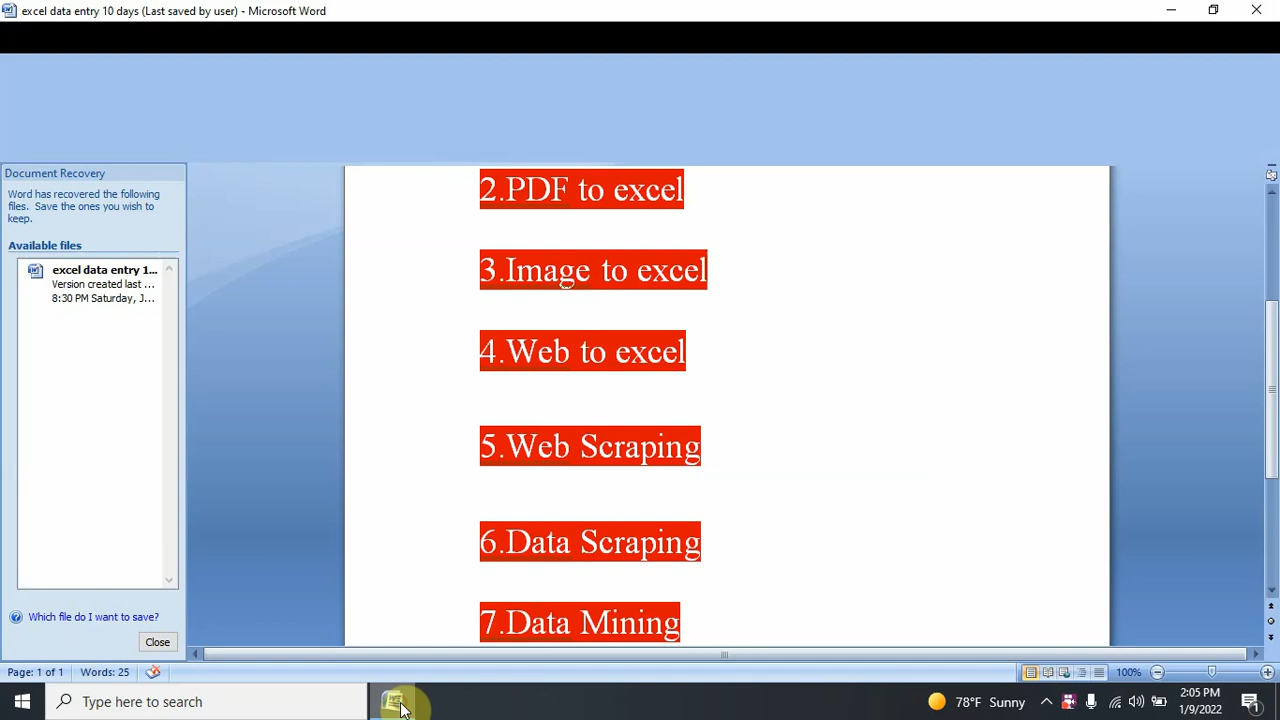 excel data entry 10 days (Last saved by user) - Microsoft Word
Document Recovery
Word has recovered the following
files. Save the ones you wish to
keep.
Available files
excel data entry 1...
Version created last ...
8:30 PM Saturday, J...
Which file do I want to save?
Close
2.PDF to excel
3.Image to excel
4.Web to excel
5.Web Scraping
6.Data Scraping
7.Data Mining
Page: 1 of 1
Words: 25
100%
Type here to search
78°F Sunny
2:05 PM
1/9/2022
1